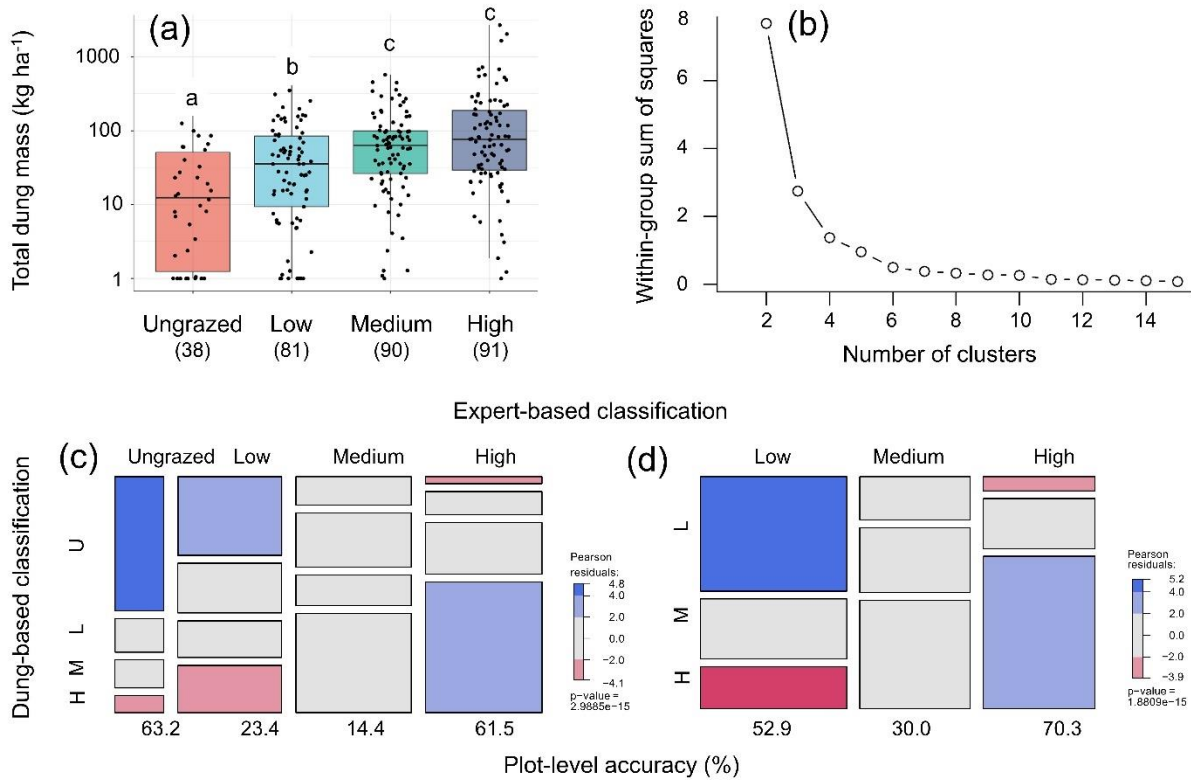 (a)
Total dung mass (kg ha⁻¹)
1000
100
10
1
a
b
c
c
Ungrazed Low Medium High
(38) (81) (90) (91)
(b)
Within-group sum of squares
8
6
4
2
0
2 4 6 8 10 12 14
Number of clusters
Expert-based classification
(c)
Ungrazed Low Medium High
Dung-based classification
U
L
M
H
63.2 23.4 14.4 61.5
Pearson
residuals:
4.8
4.0
2.0
0.0
−2.0
−4.1
p−value =
2.9885e−15
(d)
Low Medium High
L
M
H
52.9 30.0 70.3
Pearson
residuals:
5.2
4.0
2.0
0.0
−2.0
−3.9
p−value =
1.8809e−15
Plot-level accuracy (%)